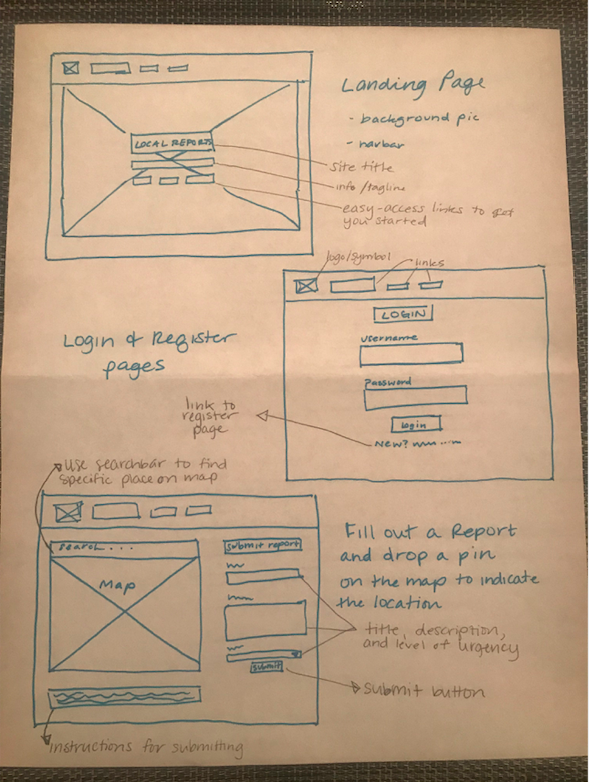 Landing Page
- background pic
- navbar
LOCAL REPORTS
site title
info/tagline
easy-access links to get
you started
logo/symbol
links
LOGIN
Login & Register
pages
username
Password
link to
register
page
login
New?
Use searchbar to find
specific place on map
search...
submit report
Map
Fill out a Report
and drop a pin
on the map to indicate
the location
title, description,
and level of urgency
submit
submit button
instructions for submitting